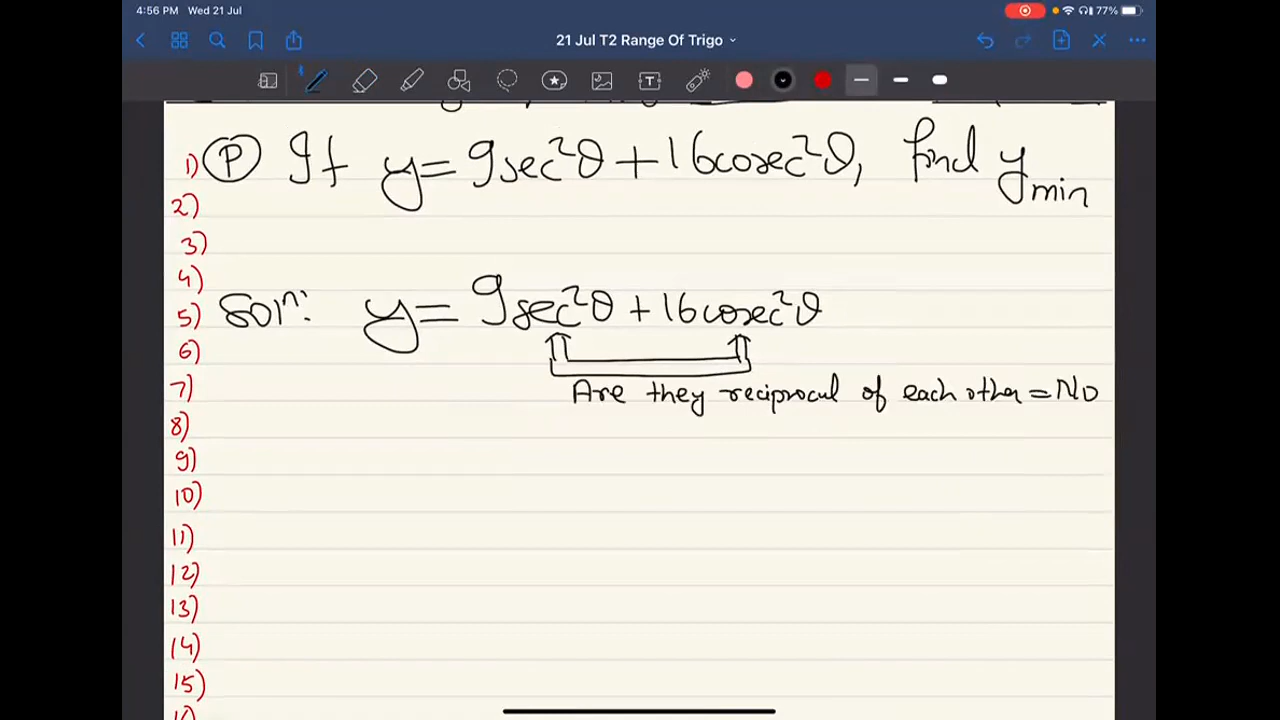 4:56 PM Wed 21 Jul
77%
21 Jul T2 Range Of Trigo
1) (P) If y=9sec²θ+16cosec²θ, find y min
2)
3)
4)
5) Solⁿ: y=9sec²θ+16cosec²θ
6)
7) Are they reciprocal of each other = No
8)
9)
10)
11)
12)
13)
14)
15)